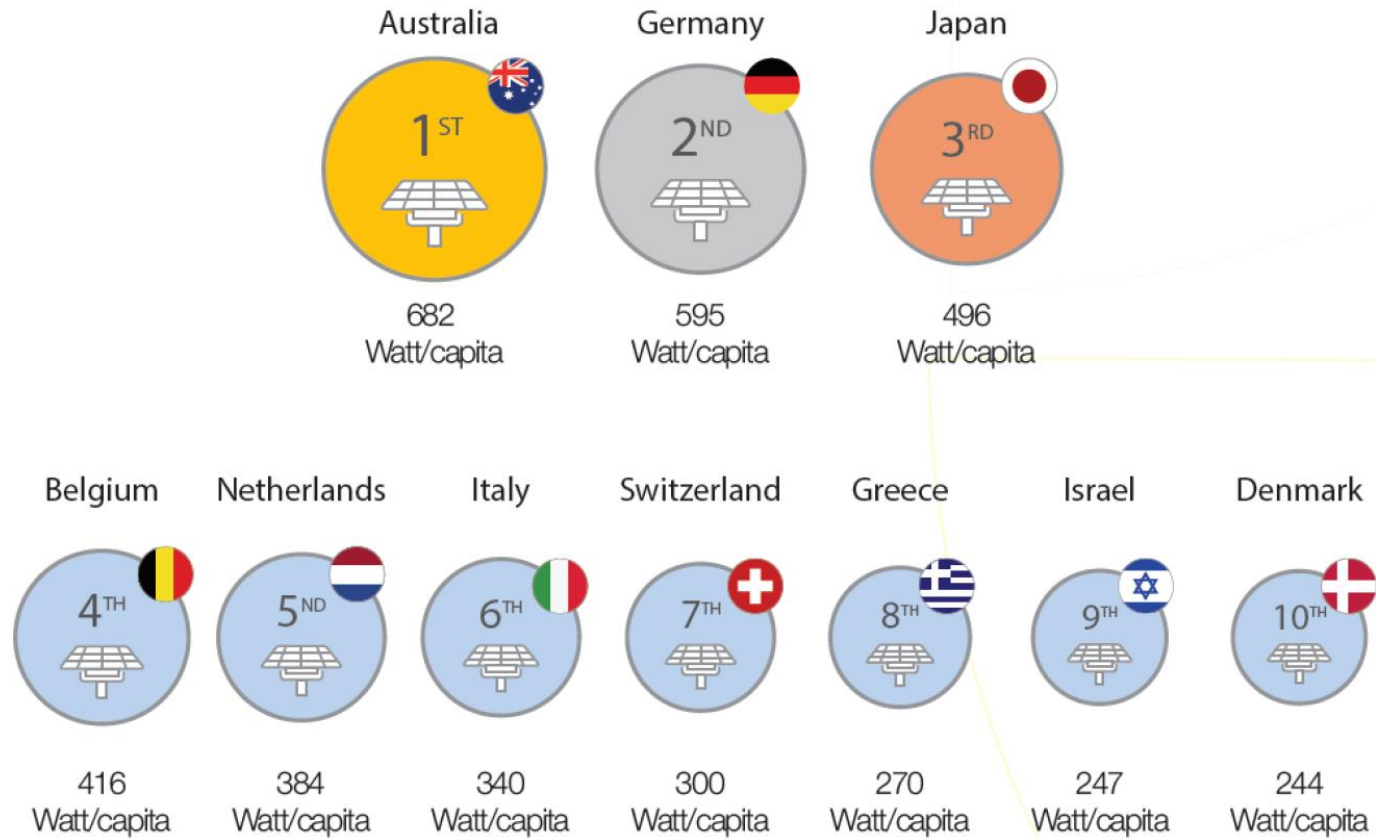 Australia
Germany
Japan
1ST
2ND
3RD
682
Watt/capita
595
Watt/capita
496
Watt/capita
Belgium
Netherlands
Italy
Switzerland
Greece
Israel
Denmark
4TH
5ND
6TH
7TH
8TH
9TH
10TH
416
Watt/capita
384
Watt/capita
340
Watt/capita
300
Watt/capita
270
Watt/capita
247
Watt/capita
244
Watt/capita